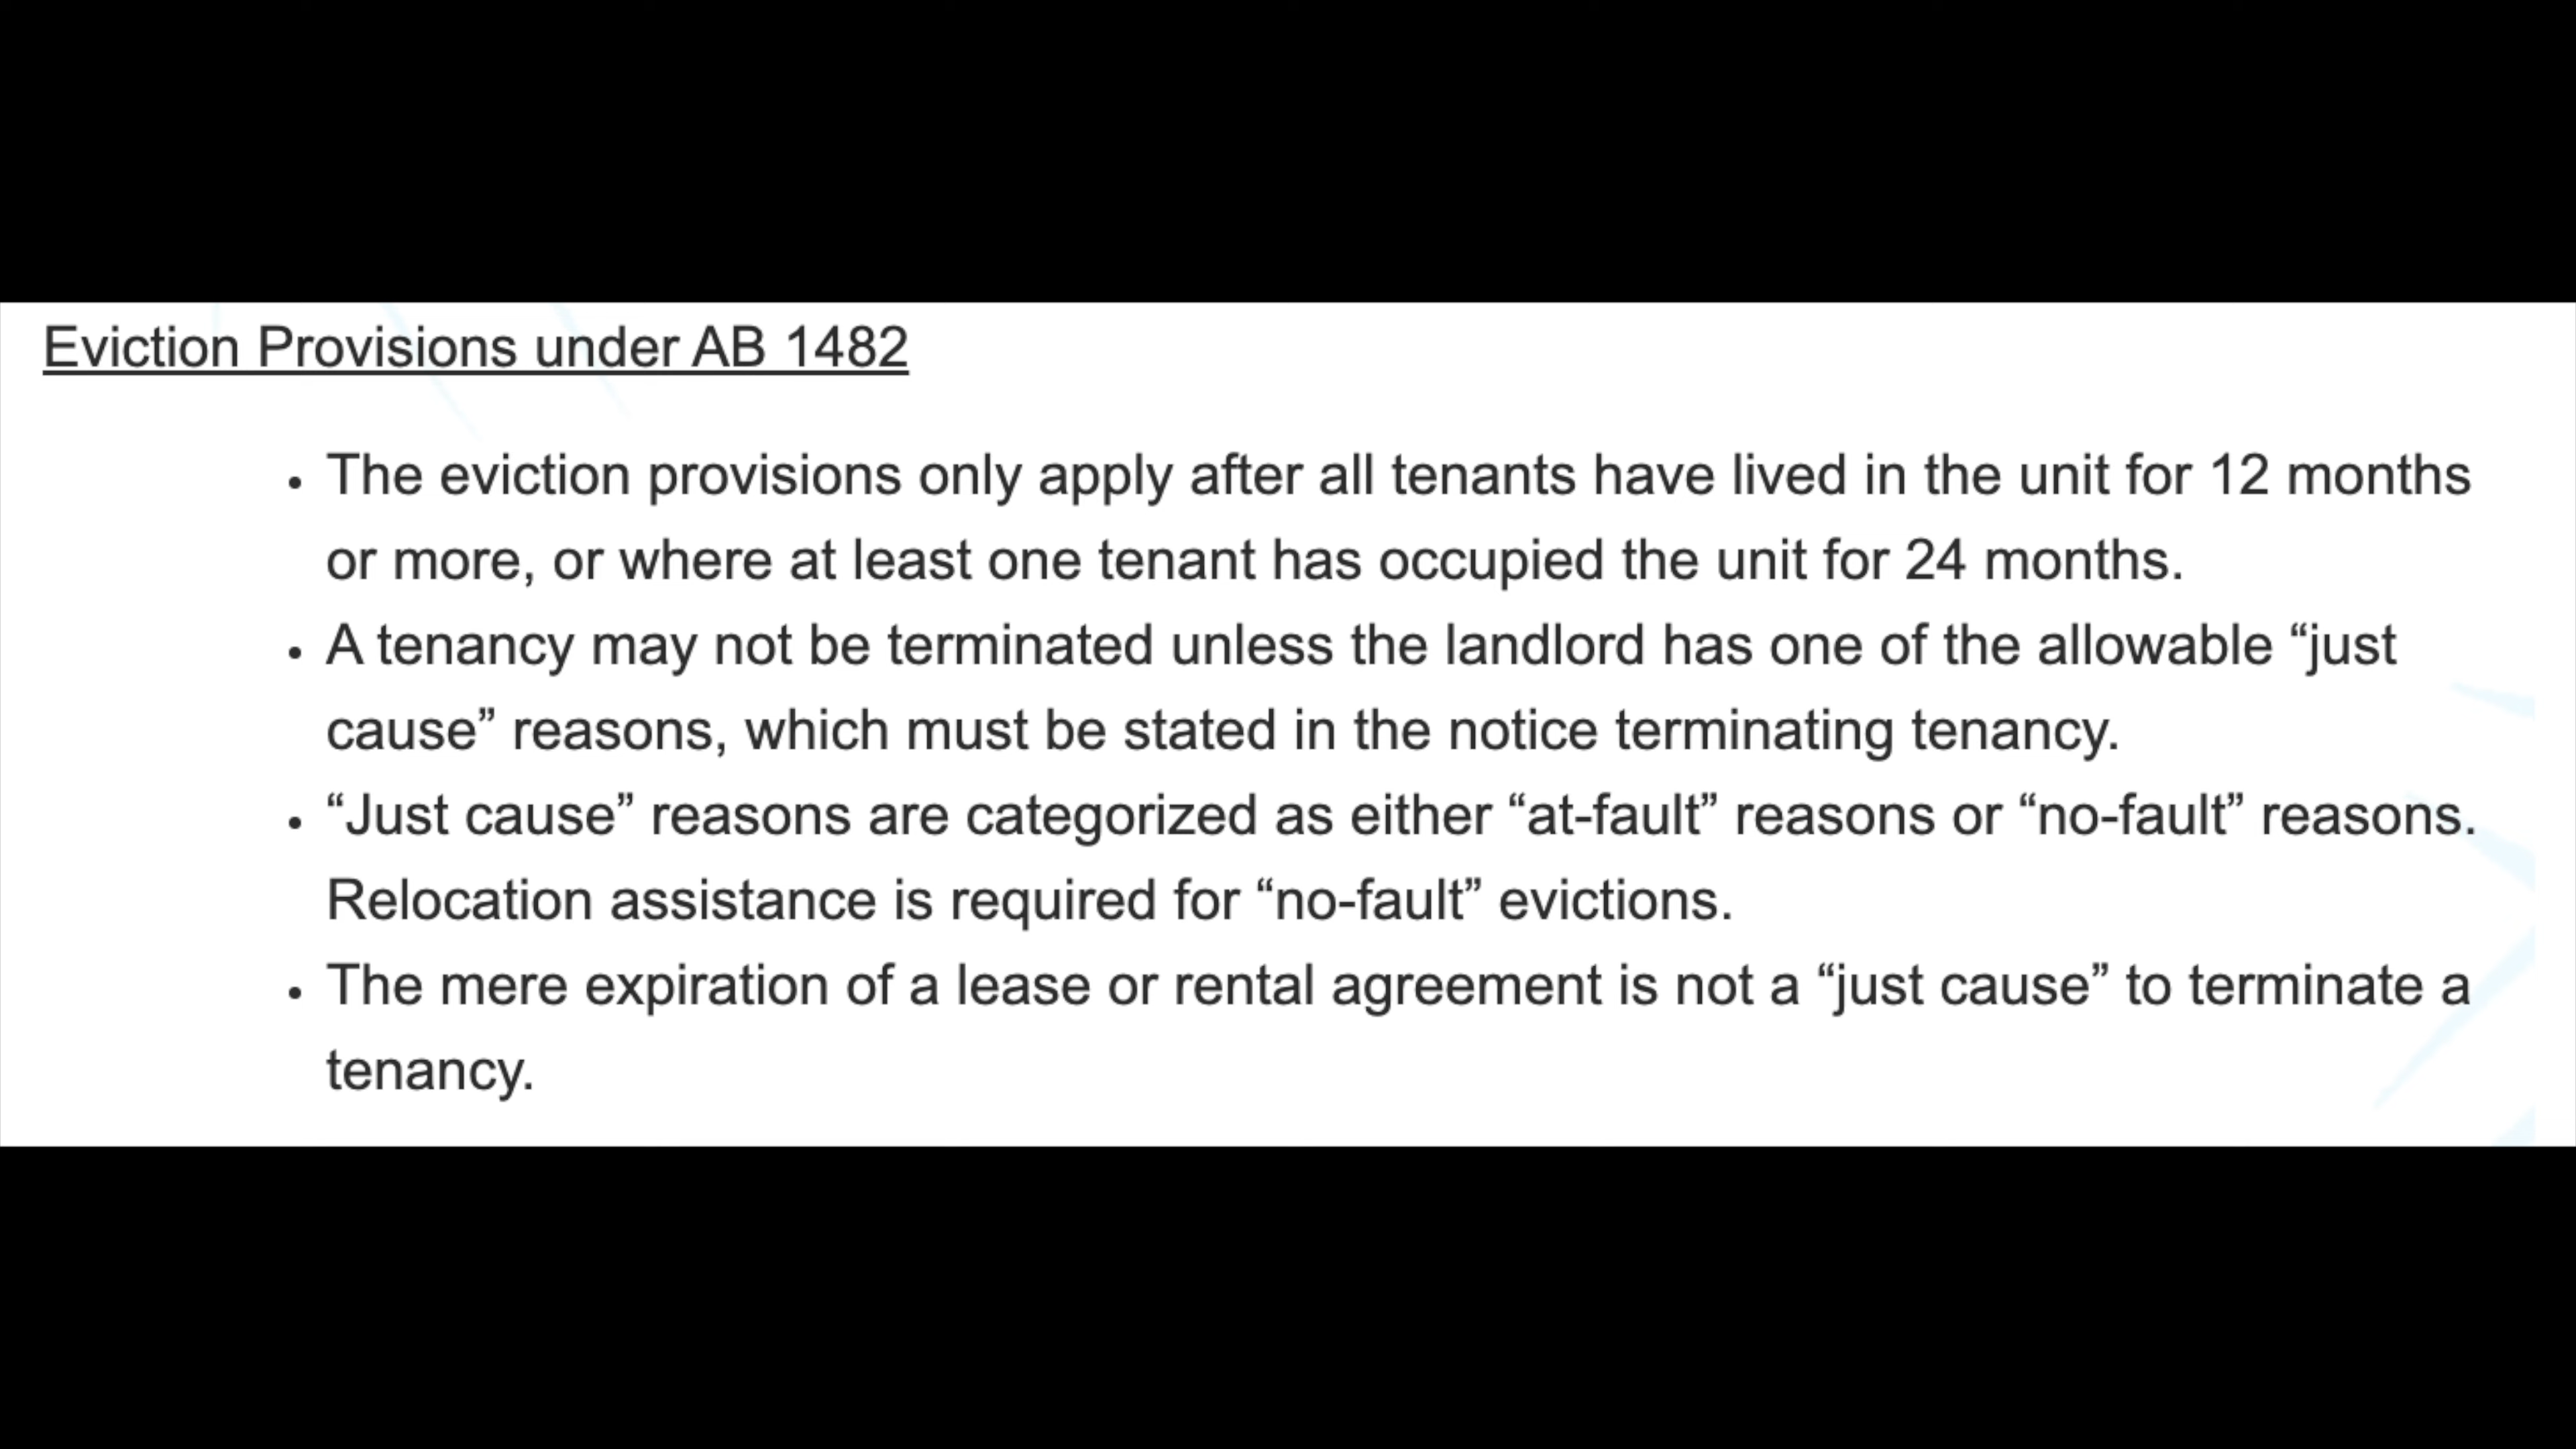 Eviction Provisions under AB 1482
• The eviction provisions only apply after all tenants have lived in the unit for 12 months
or more, or where at least one tenant has occupied the unit for 24 months.
• A tenancy may not be terminated unless the landlord has one of the allowable “just
cause” reasons, which must be stated in the notice terminating tenancy.
• “Just cause” reasons are categorized as either “at-fault” reasons or “no-fault” reasons.
Relocation assistance is required for “no-fault” evictions.
• The mere expiration of a lease or rental agreement is not a “just cause” to terminate a
tenancy.